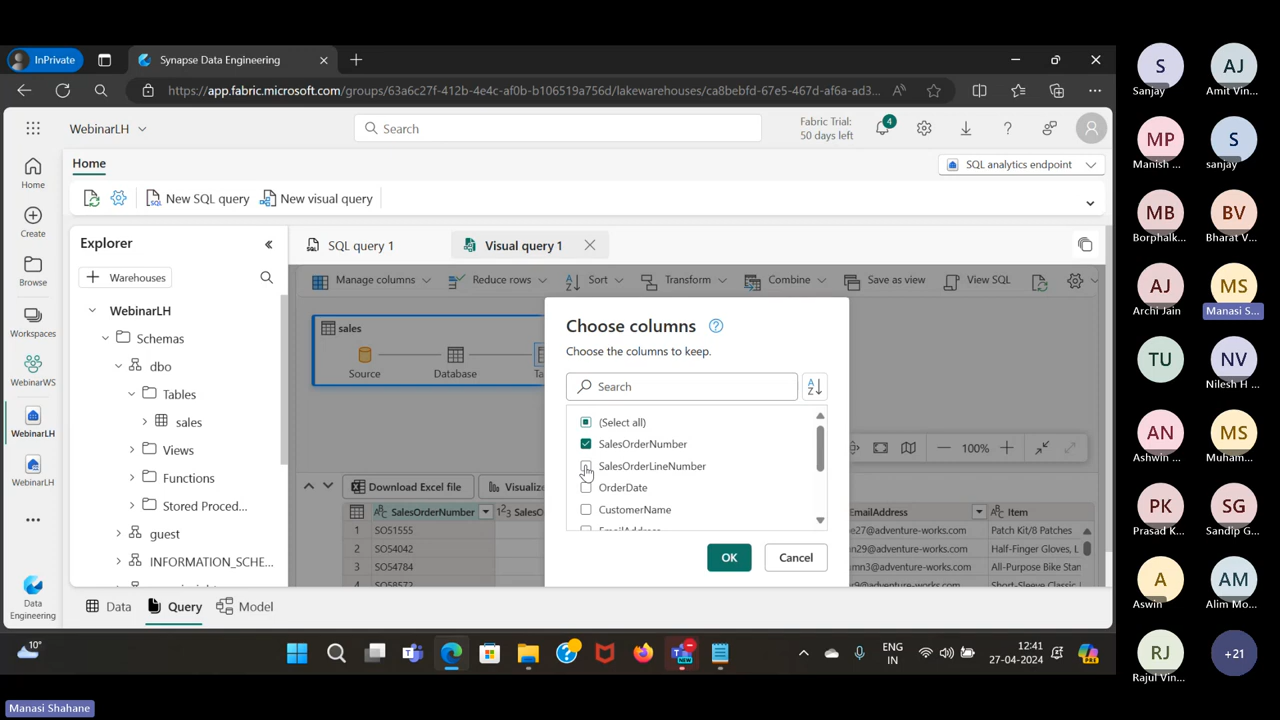 InPrivate
Synapse Data Engineering
https://app.fabric.microsoft.com/groups/63a6c27f-412b-4e4c-af0b-b106519a756d/lakewarehouses/ca8bebfd-67e5-467d-af6a-ad3...
WebinarLH
Search
Fabric Trial:
50 days left
4
Home
SQL analytics endpoint
New SQL query
New visual query
Home
Create
Browse
Workspaces
WebinarWS
WebinarLH
WebinarLH
Data
Engineering
Explorer
Warehouses
WebinarLH
Schemas
dbo
Tables
sales
Views
Functions
Stored Proced...
guest
INFORMATION_SCHE...
SQL query 1
Visual query 1
Manage columns
Reduce rows
Sort
Transform
Combine
Save as view
View SQL
sales
Source
Database
100%
Choose columns
Choose the columns to keep.
Search
(Select all)
SalesOrderNumber
SalesOrderLineNumber
OrderDate
CustomerName
EmailAddress
OK
Cancel
Download Excel file
SalesOrderNumber
EmailAddress
Item
1 SO51555
Patch Kit/8 Patches
2 SO54042
Half-Finger Gloves, L
3 SO54784
All-Purpose Bike Stan
4 SO58572
Short-Sleeve Classic
Data
Query
Model
10°
NEW
ENG
IN
12:41
27-04-2024
S
Sanjay
AJ
Amit Vin...
MP
Manish ...
S
sanjay
MB
Borphalk...
BV
Bharat V...
AJ
Archi Jain
MS
Manasi S...
TU
NV
Nilesh H ...
AN
Ashwin ...
MS
Muham...
PK
Prasad K...
SG
Sandip G...
A
Aswin
AM
Alim Mo...
RJ
Rajul Vin...
+21
Manasi Shahane